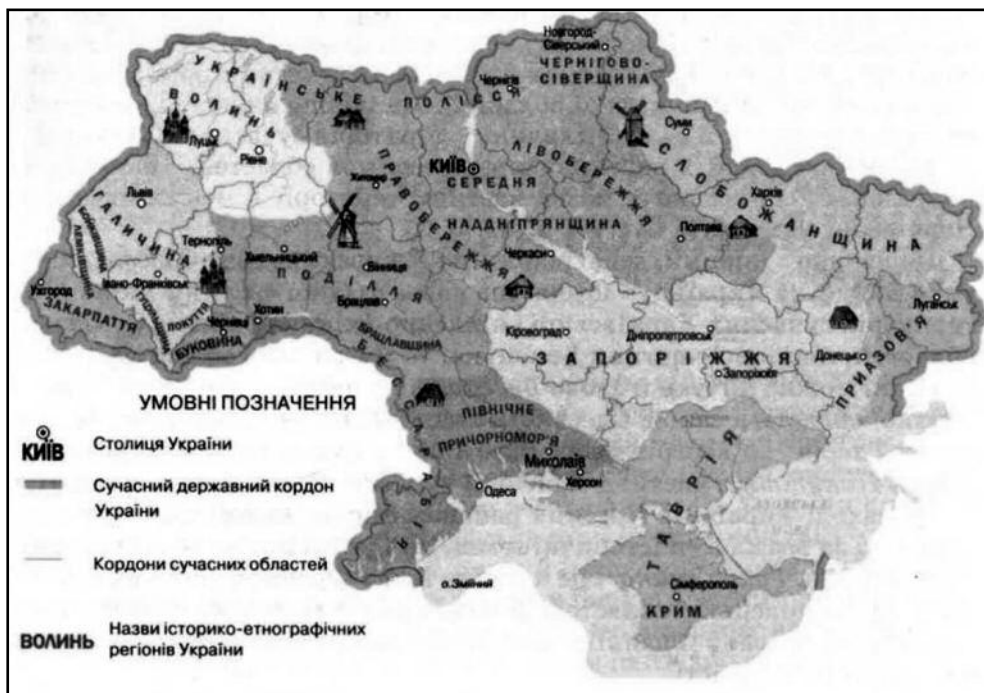 Новгород-
Сіверський
ЧЕРНІГОВО-
СІВЕРЩИНА
Чернігів
УКРАЇНСЬКЕ ПОЛІССЯ
ВОЛИНЬ
Луцьк
Рівне
Суми
КИЇВ
СЕРЕДНЯ
НАДДНІПРЯНЩИНА
ЛІВОБЕРЕЖЖЯ
СЛОБОЖАНЩИНА
Харків
Житомир
ПРАВОБЕРЕЖЖЯ
Львів
ГАЛИЧИНА
Тернопіль
Хмельницький
ПОДІЛЛЯ
Вінниця
Черкаси
Полтава
БОЙКІВЩИНА
ЛЕМКІВЩИНА
Івано-Франківськ
Ужгород
ЗАКАРПАТТЯ
ГУЦУЛЬЩИНА
ПОКУТТЯ
Чернівці
БУКОВИНА
Хотин
Брацлав
БРАЦЛАВЩИНА
БЕССАРАБІЯ
Кіровоград
Дніпропетровськ
ЗАПОРІЖЖЯ
Запоріжжя
Донецьк
Луганськ
ПРИАЗОВ'Я
ПІВНІЧНЕ
ПРИЧОРНОМОР'Я
Миколаїв
Херсон
Одеса
ТАВРІЯ
о.Зміїний
Сімферополь
КРИМ
УМОВНІ ПОЗНАЧЕННЯ
КИЇВ Столиця України
Сучасний державний кордон
України
Кордони сучасних областей
ВОЛИНЬ Назви історико-етнографічних
регіонів України